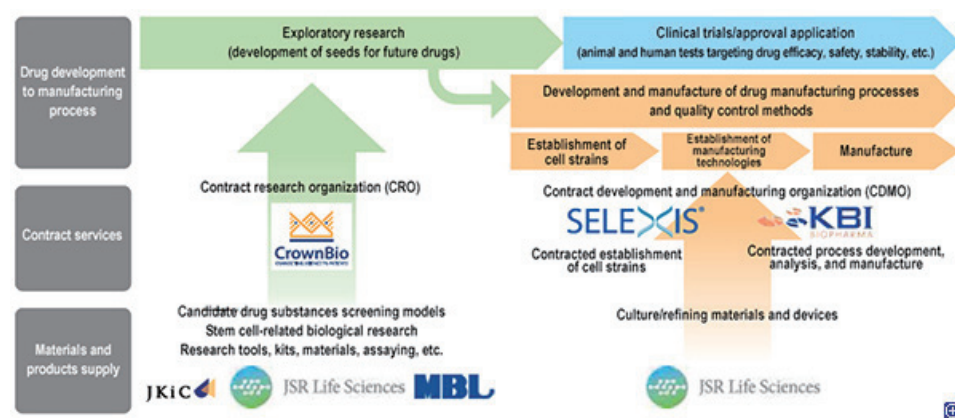 Drug development
to manufacturing
process
Exploratory research
(development of seeds for future drugs)
Clinical trials/approval application
(animal and human tests targeting drug efficacy, safety, stability, etc.)
Development and manufacture of drug manufacturing processes
and quality control methods
Establishment of
cell strains
Establishment of
manufacturing
technologies
Manufacture
Contract services
Contract research organization (CRO)
CrownBio
Contract development and manufacturing organization (CDMO)
SELEXIS®
Contracted establishment
of cell strains
KBI
BIOPHARMA
Contracted process development,
analysis, and manufacture
Materials and
products supply
Candidate drug substances screening models
Stem cell-related biological research
Research tools, kits, materials, assaying, etc.
JKiC
JSR Life Sciences
MBL
Culture/refining materials and devices
JSR Life Sciences